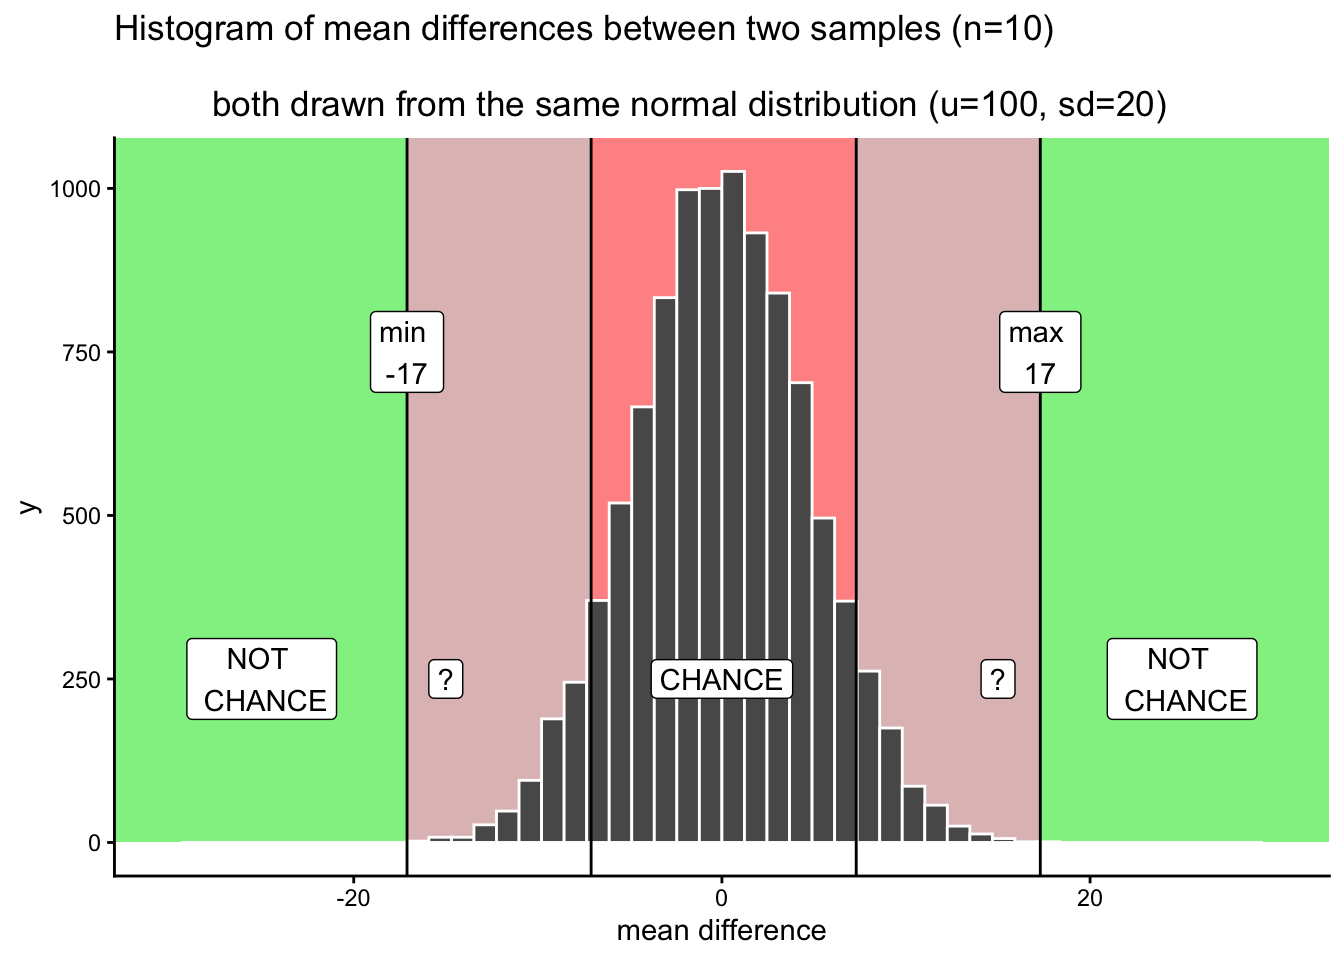 Histogram of mean differences between two samples (n=10)
both drawn from the same normal distribution (u=100, sd=20)
1000
750
500
250
0
y
min
-17
max
17
NOT
CHANCE
?
CHANCE
?
NOT
CHANCE
-20
0
20
mean difference